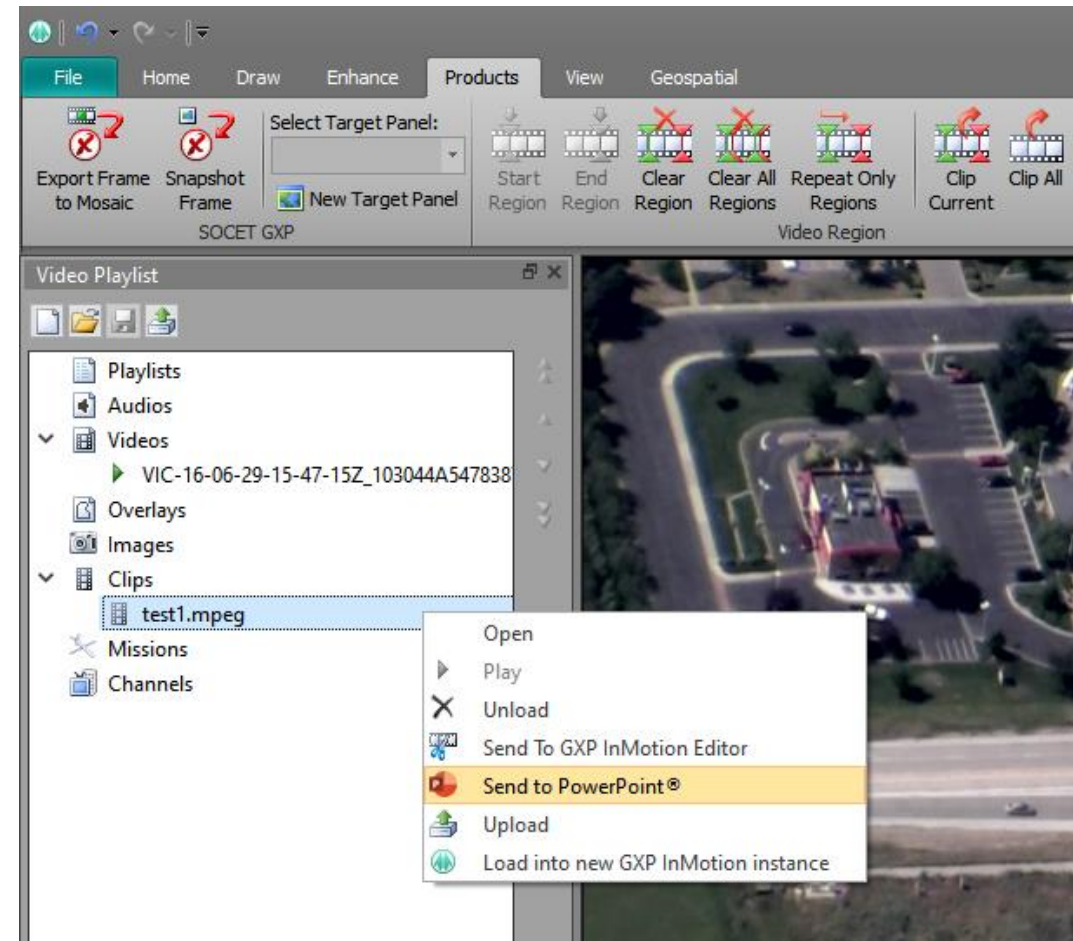 File Home Draw Enhance Products View Geospatial
Export Frame
to Mosaic
Snapshot
Frame
Select Target Panel:
New Target Panel
Start
Region
End
Region
Clear
Region
Clear All
Regions
Repeat Only
Regions
Clip
Current
Clip All
SOCET GXP
Video Region
Video Playlist
Playlists
Audios
Videos
VIC-16-06-29-15-47-15Z_103044A547838
Overlays
Images
Clips
test1.mpeg
Missions
Channels
Open
Play
Unload
Send To GXP InMotion Editor
Send to PowerPoint®
Upload
Load into new GXP InMotion instance